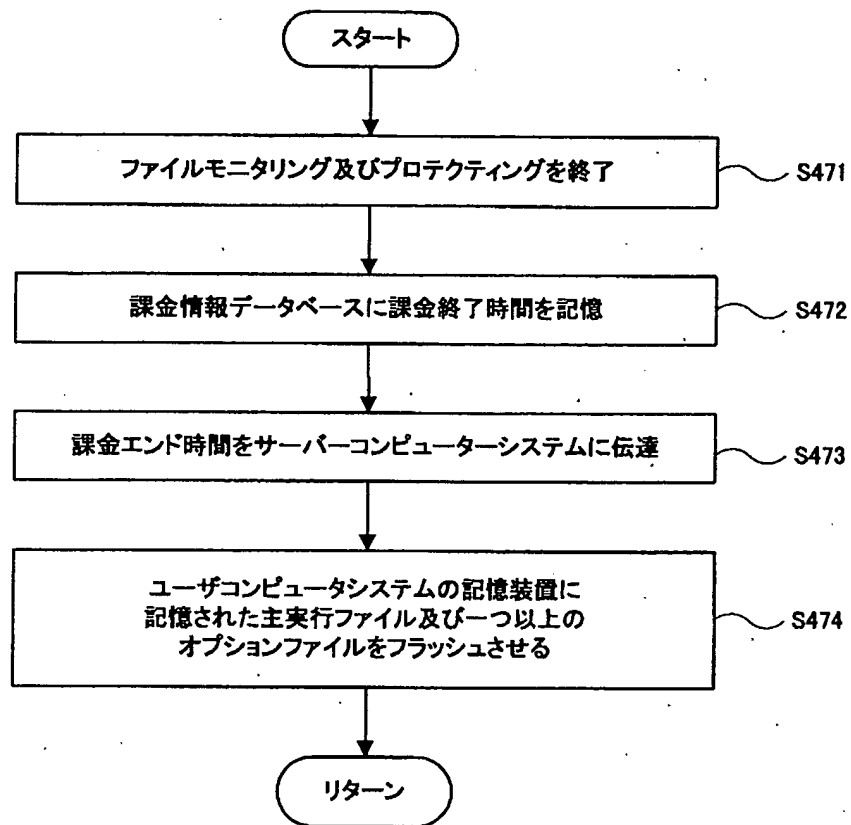 スタート
ファイルモニタリング及びプロテクティングを終了
S471
課金情報データベースに課金終了時間を記憶
S472
課金エンド時間をサーバーコンピューターシステムに伝達
S473
ユーザコンピュータシステムの記憶装置に
記憶された主実行ファイル及び一つ以上の
オプションファイルをフラッシュさせる
S474
リターン